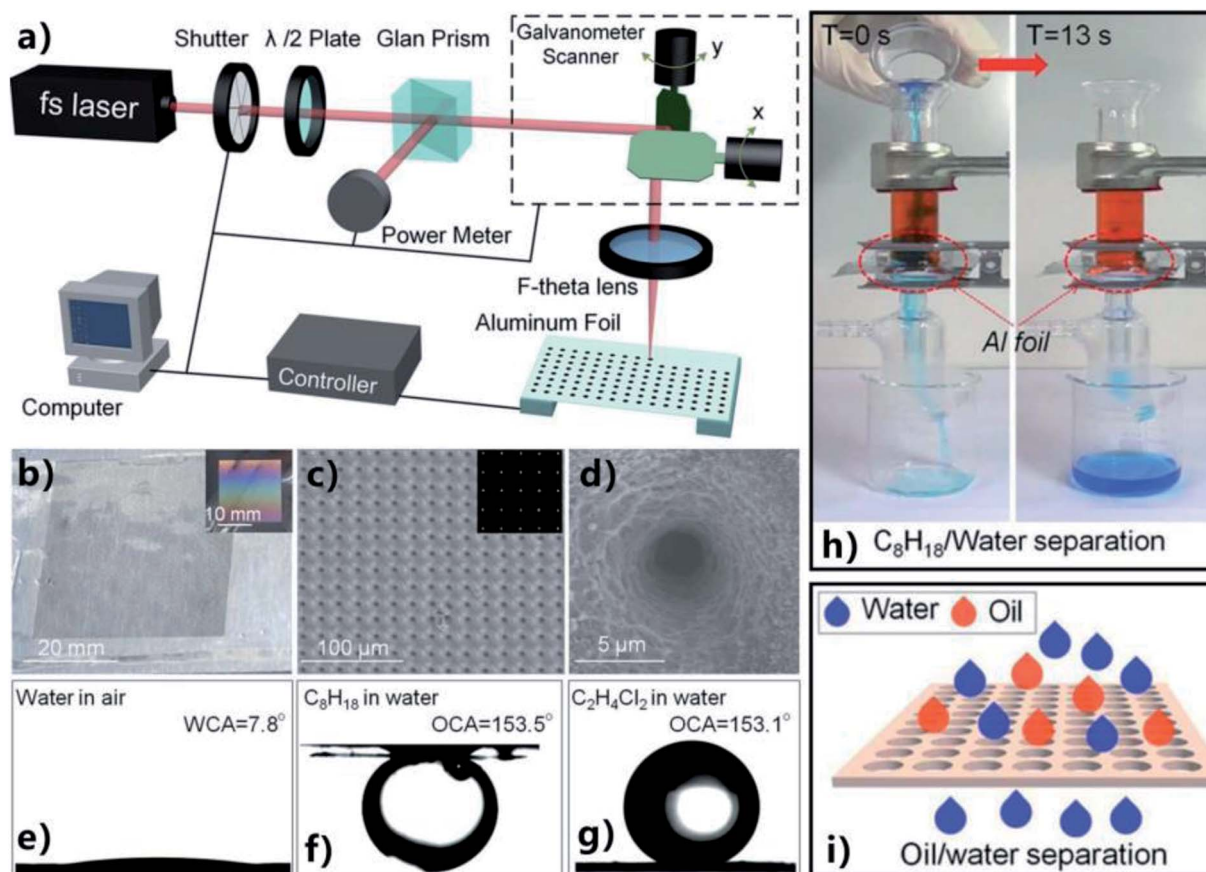 a)
Shutter
λ /2 Plate
Glan Prism
Galvanometer
Scanner
y
x
fs laser
Power Meter
F-theta lens
Aluminum Foil
Computer
Controller
b)
10 mm
20 mm
c)
100 µm
d)
5 µm
Water in air
WCA=7.8°
e)
C₈H₁₈ in water
OCA=153.5°
f)
C₂H₄Cl₂ in water
OCA=153.1°
g)
T=0 s
T=13 s
Al foil
h)
C₈H₁₈/Water separation
Water
Oil
i)
Oil/water separation